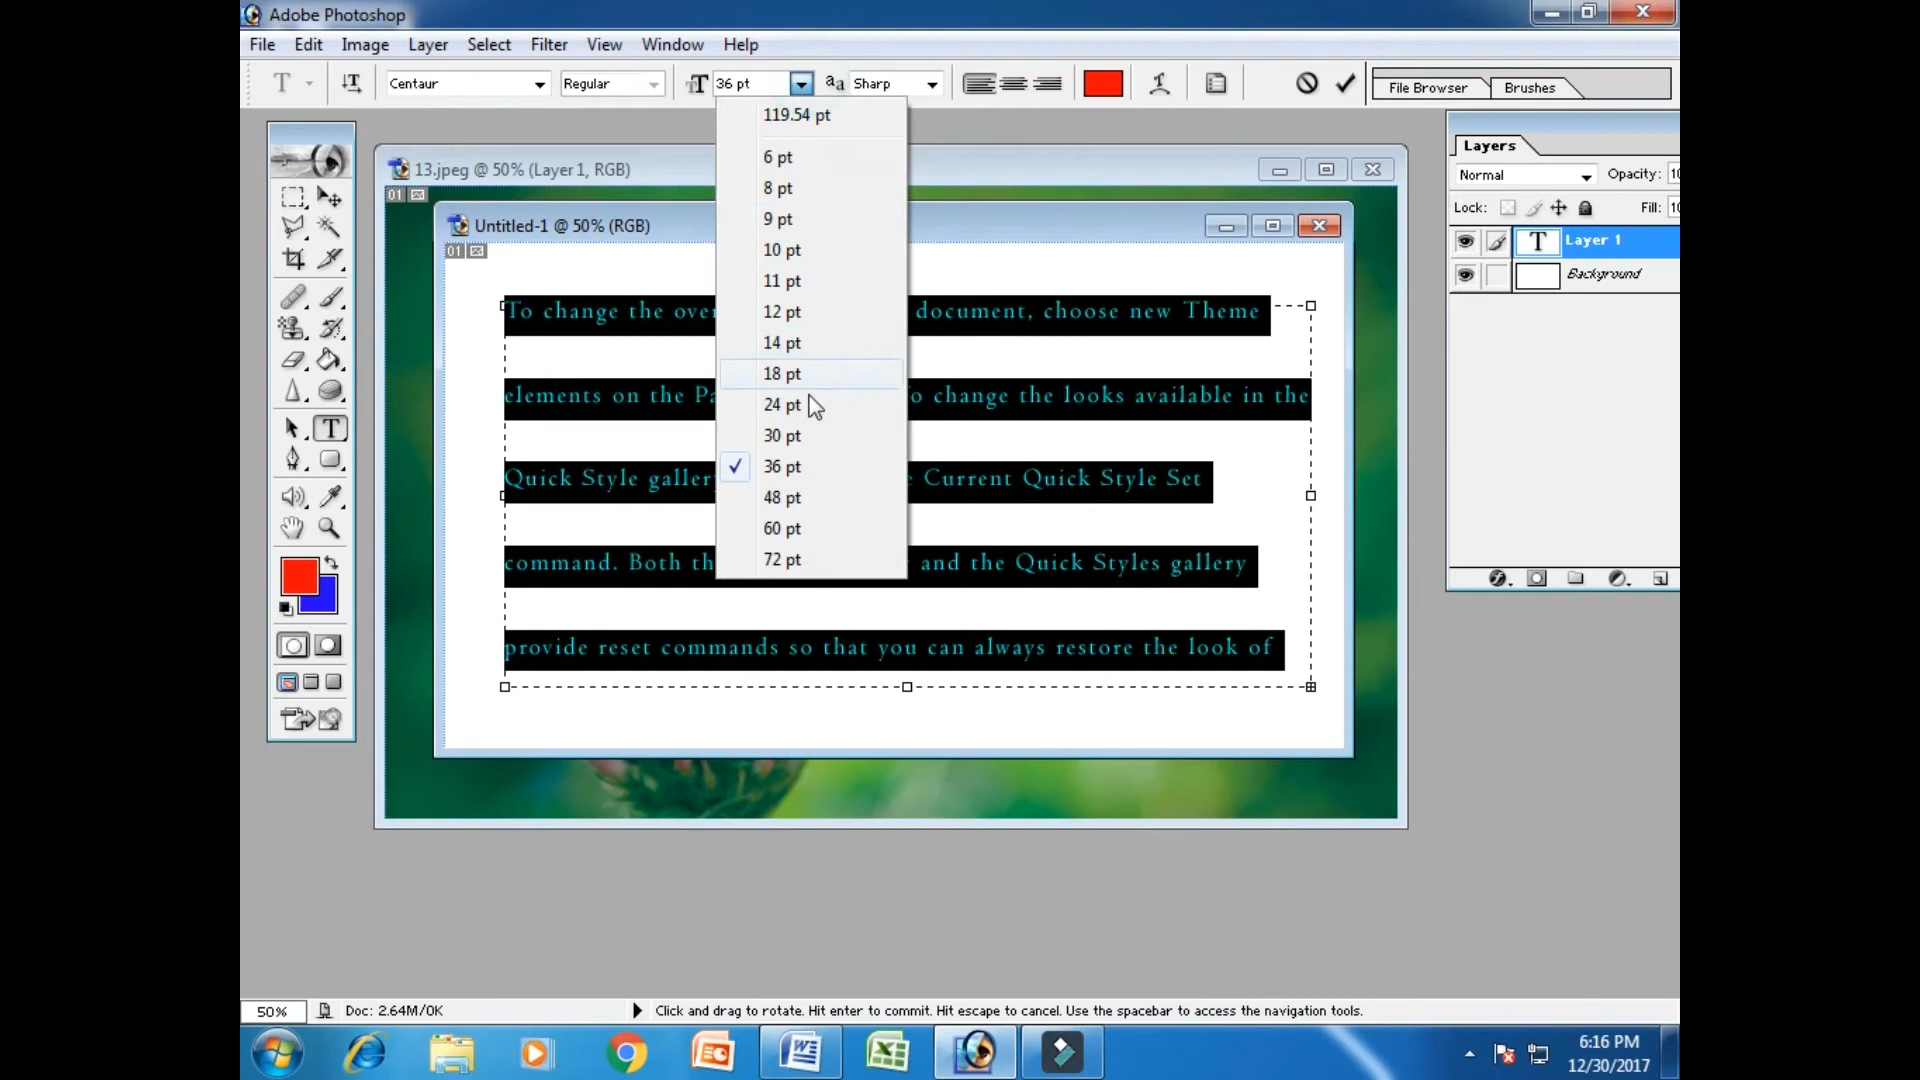 Adobe Photoshop
File Edit Image Layer Select Filter View Window Help
Centaur Regular 36 pt aa Sharp File Browser Brushes
119.54 pt
6 pt
8 pt
9 pt
10 pt
11 pt
12 pt
14 pt
18 pt
24 pt
30 pt
36 pt
48 pt
60 pt
72 pt
13.jpeg @ 50% (Layer 1, RGB)
01
Untitled-1 @ 50% (RGB)
01
To change the over document, choose new Theme
elements on the Pa o change the looks available in the
Quick Style galler e Current Quick Style Set
command. Both th and the Quick Styles gallery
provide reset commands so that you can always restore the look of
Layers
Normal Opacity: 10
Lock: Fill: 10
T Layer 1
Background
50% Doc: 2.64M/0K Click and drag to rotate. Hit enter to commit. Hit escape to cancel. Use the spacebar to access the navigation tools.
6:16 PM
12/30/2017